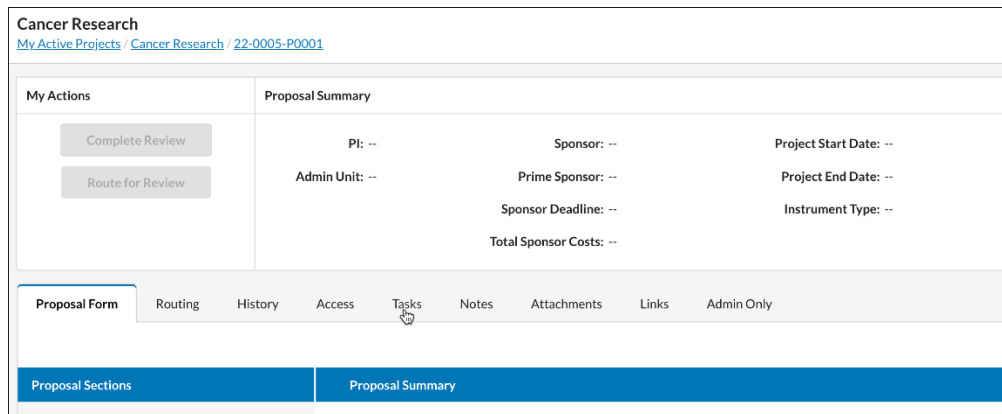 Cancer Research
My Active Projects / Cancer Research / 22-0005-P0001
My Actions
Proposal Summary
Complete Review
Route for Review
PI: --
Sponsor: --
Project Start Date: --
Admin Unit: --
Prime Sponsor: --
Project End Date: --
Sponsor Deadline: --
Instrument Type: --
Total Sponsor Costs: --
Proposal Form Routing History Access Tasks Notes Attachments Links Admin Only
Proposal Sections
Proposal Summary